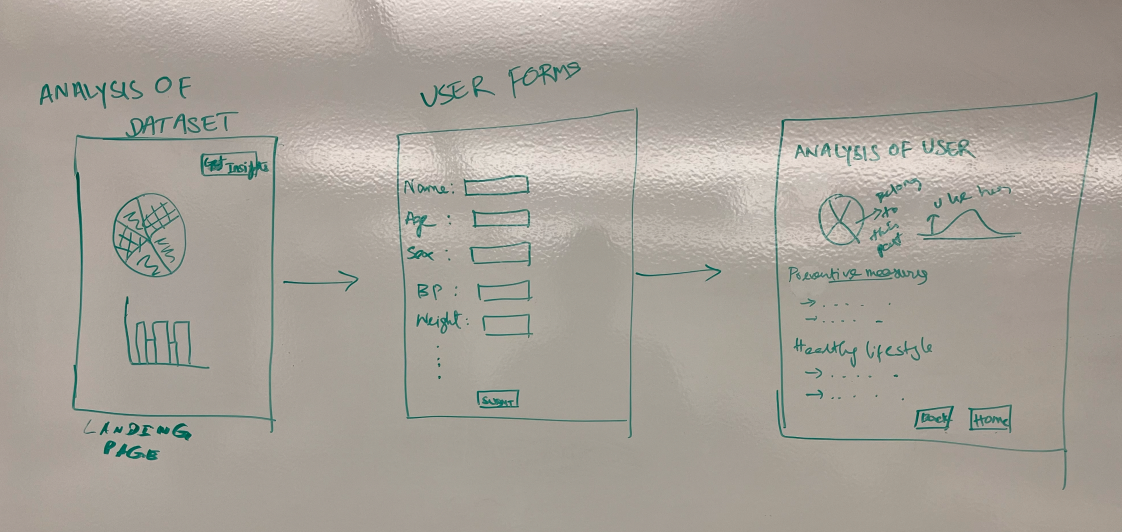 ANALYSIS OF
DATASET
Get Insights
LANDING
PAGE
USER FORMS
Name:
Age :
Sex :
BP :
Weight:
SUBMIT
ANALYSIS OF USER
belong
to
this
part
U lie here
Preventive measures
Healthy lifestyle
Back
Home